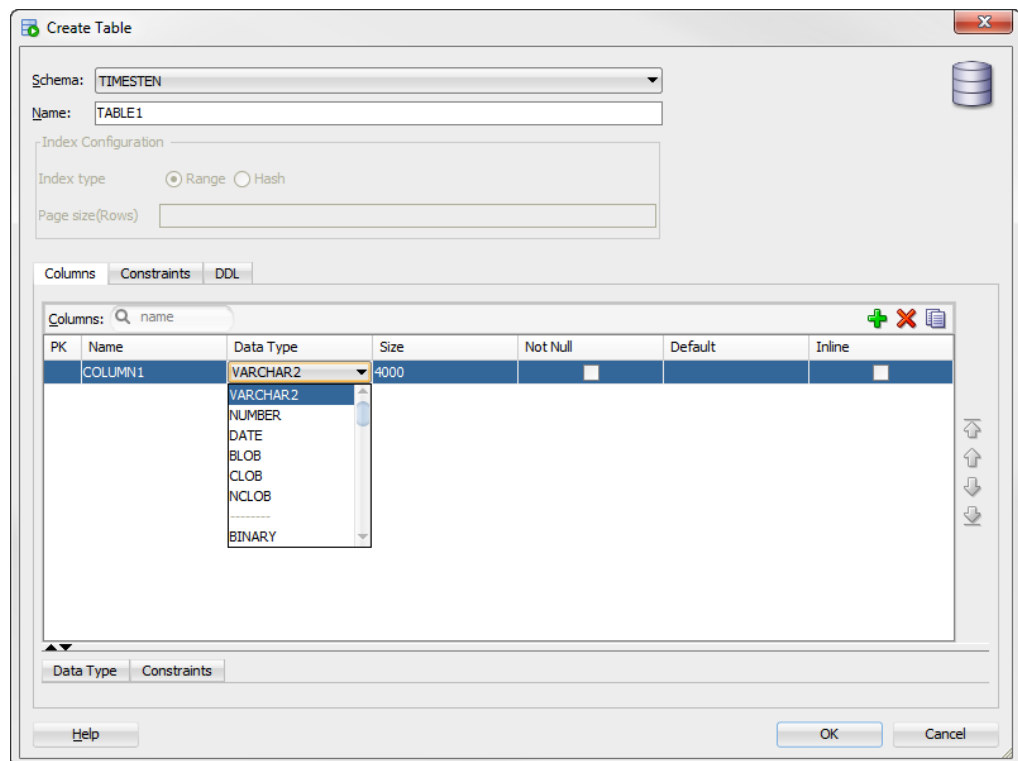 Create Table
Schema: TIMESTEN
Name: TABLE1
Index Configuration
Index type Range Hash
Page size(Rows)
Columns Constraints DDL
Columns: name
PK Name Data Type Size Not Null Default Inline
COLUMN1 VARCHAR2 4000
VARCHAR2
NUMBER
DATE
BLOB
CLOB
NCLOB
--------
BINARY
Data Type Constraints
Help OK Cancel